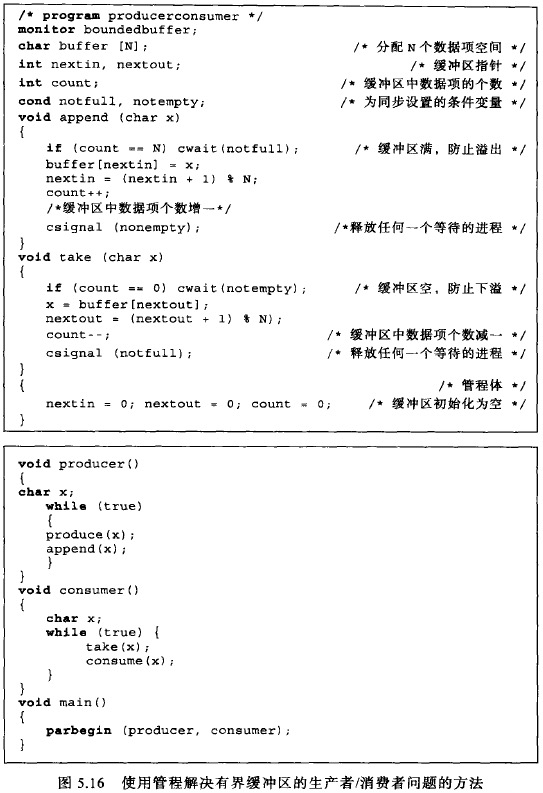 /* program producerconsumer */
monitor boundedbuffer;
char buffer [N]; /* 分配 N 个数据项空间 */
int nextin, nextout; /* 缓冲区指针 */
int count; /* 缓冲区中数据项的个数 */
cond notfull, notempty; /* 为同步设置的条件变量 */
void append (char x)
{
if (count == N) cwait(notfull); /* 缓冲区满，防止溢出 */
buffer[nextin] = x;
nextin = (nextin + 1) % N;
count++;
/*缓冲区中数据项个数增一*/
csignal (nonempty); /*释放任何一个等待的进程 */
}
void take (char x)
{
if (count == 0) cwait(notempty); /* 缓冲区空，防止下溢 */
x = buffer[nextout];
nextout = (nextout + 1) % N);
count--; /* 缓冲区中数据项个数减一 */
csignal (notfull); /* 释放任何一个等待的进程 */
}
{ /* 管程体 */
nextin = 0; nextout = 0; count = 0; /* 缓冲区初始化为空 */
}
void producer()
{
char x;
while (true)
{
produce(x);
append(x);
}
}
void consumer()
{
char x;
while (true) {
take(x);
consume(x);
}
}
void main()
{
parbegin (producer, consumer);
}
图 5.16 使用管程解决有界缓冲区的生产者/消费者问题的方法